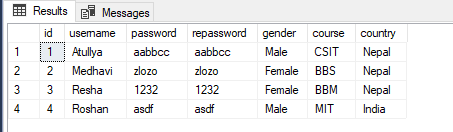 Results Messages
id username password repassword gender course country
1 1 Atullya aabbcc aabbcc Male CSIT Nepal
2 2 Medhavi zlozo zlozo Female BBS Nepal
3 3 Resha 1232 1232 Female BBM Nepal
4 4 Roshan asdf asdf Male MIT India